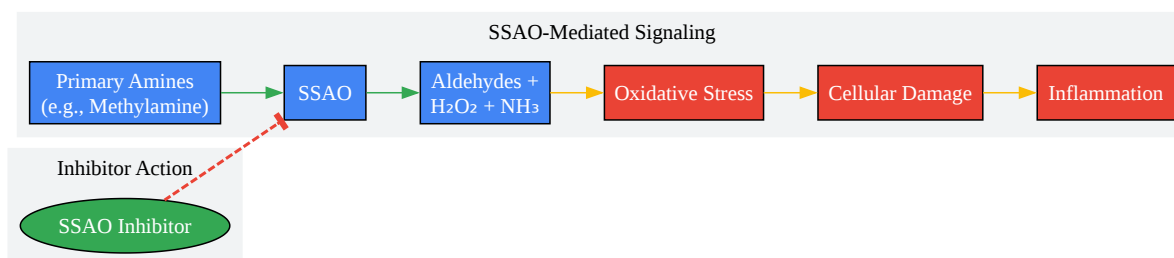 SSAO-Mediated Signaling
Primary Amines
(e.g., Methylamine)
SSAO
Aldehydes +
H₂O₂ + NH₃
Oxidative Stress
Cellular Damage
Inflammation
Inhibitor Action
SSAO Inhibitor